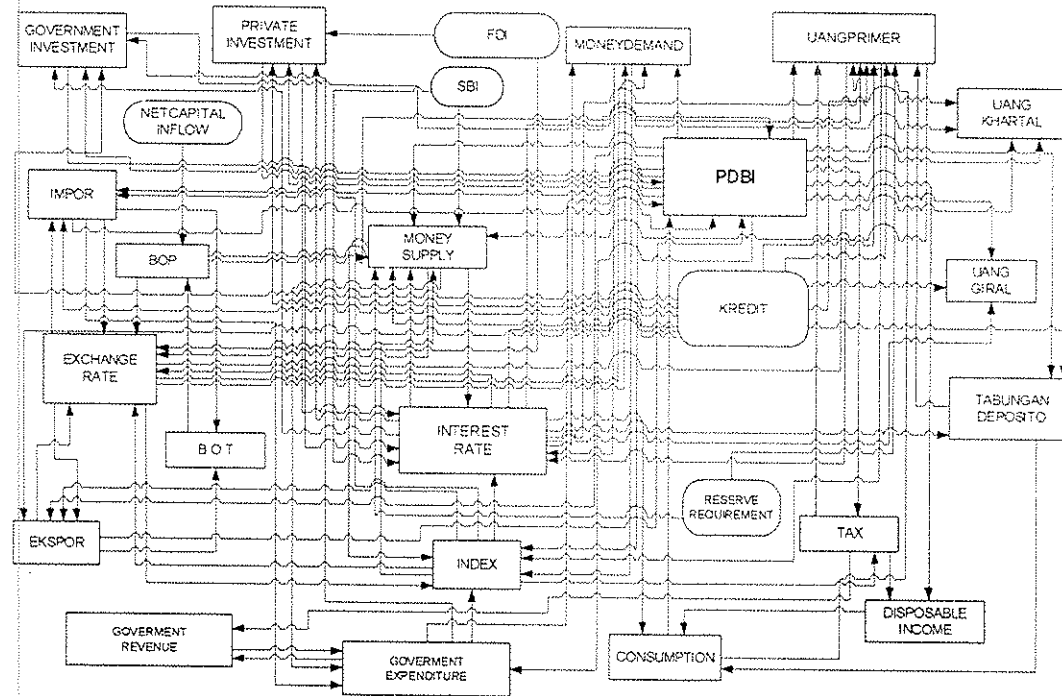 GOVERNMENT
INVESTMENT
PRIVATE
INVESTMENT
FDI
MONEYDEMAND
UANGPRIMER
SBI
NETCAPITAL
INFLOW
UANG
KHARTAL
IMPOR
PDBI
MONEY
SUPPLY
BOP
UANG
GIRAL
KREDIT
EXCHANGE
RATE
TABUNGAN
DEPOSITO
INTEREST
RATE
B O T
RESERVE
REQUIREMENT
EKSPOR
TAX
INDEX
DISPOSABLE
INCOME
GOVERMENT
REVENUE
GOVERMENT
EXPENDITURE
CONSUMPTION